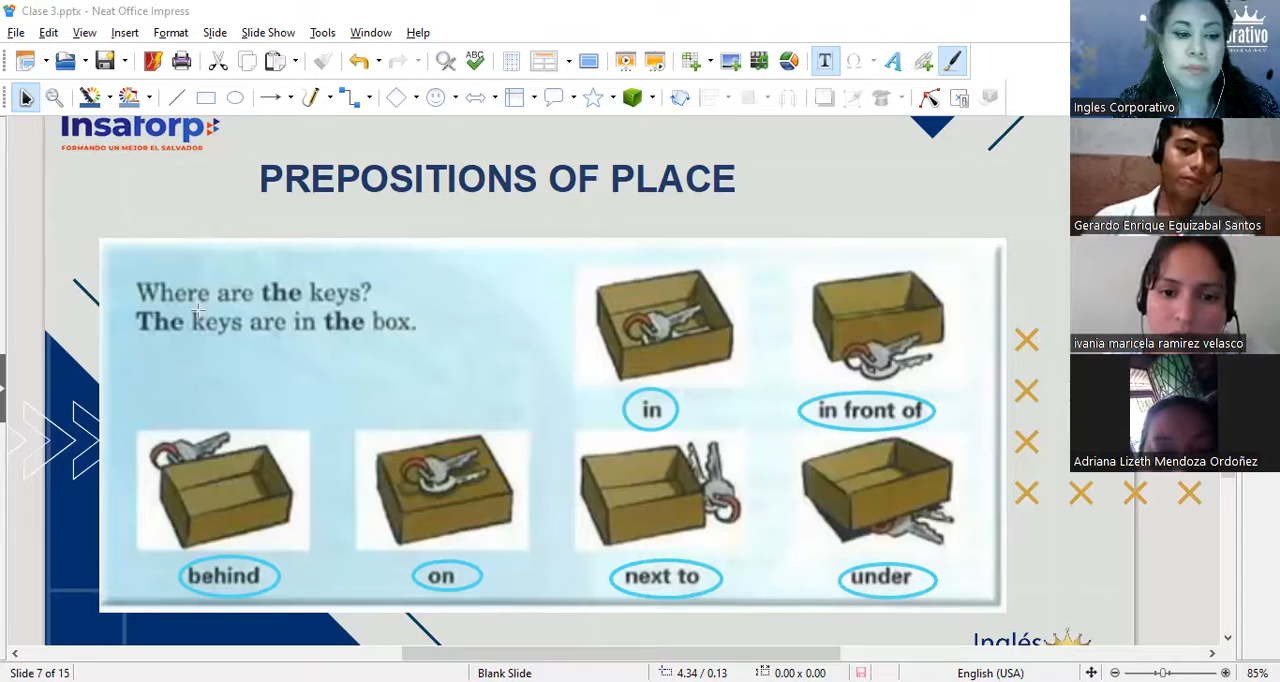 Clase 3.pptx - Neat Office Impress
File Edit View Insert Format Slide Slide Show Tools Window Help
ABC
T
Ω
A
Insaforp
FORMANDO UN MEJOR EL SALVADOR
PREPOSITIONS OF PLACE
Where are the keys?
The keys are in the box.
in
in front of
behind
on
next to
under
Inglés
orativo
Ingles Corporativo
Gerardo Enrique Eguizabal Santos
ivania maricela ramirez velasco
Adriana Lizeth Mendoza Ordoñez
Slide 7 of 15
Blank Slide
4.34 / 0.13
0.00 x 0.00
English (USA)
85%